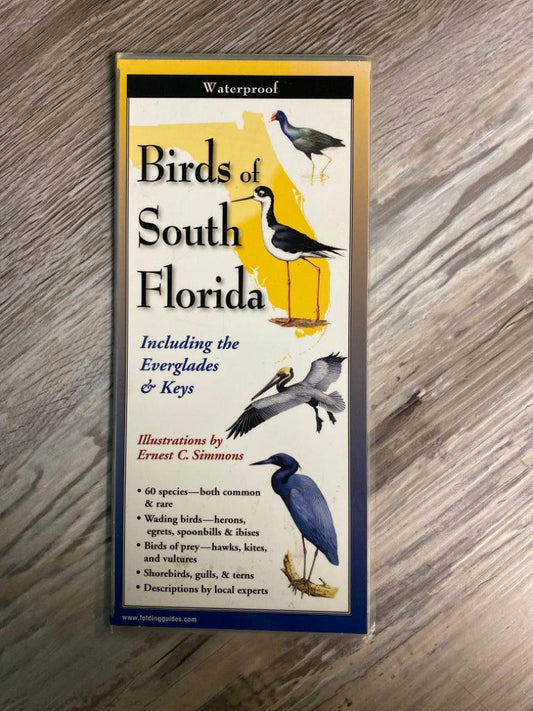 Waterproof
Birds of
South
Florida
Including the
Everglades
& Keys
Illustrations by
Ernest C. Simmons
• 60 species—both common
& rare
• Wading birds—herons,
egrets, spoonbills & ibises
• Birds of prey—hawks, kites,
and vultures
• Shorebirds, gulls, & terns
• Descriptions by local experts
www.foldingguides.com